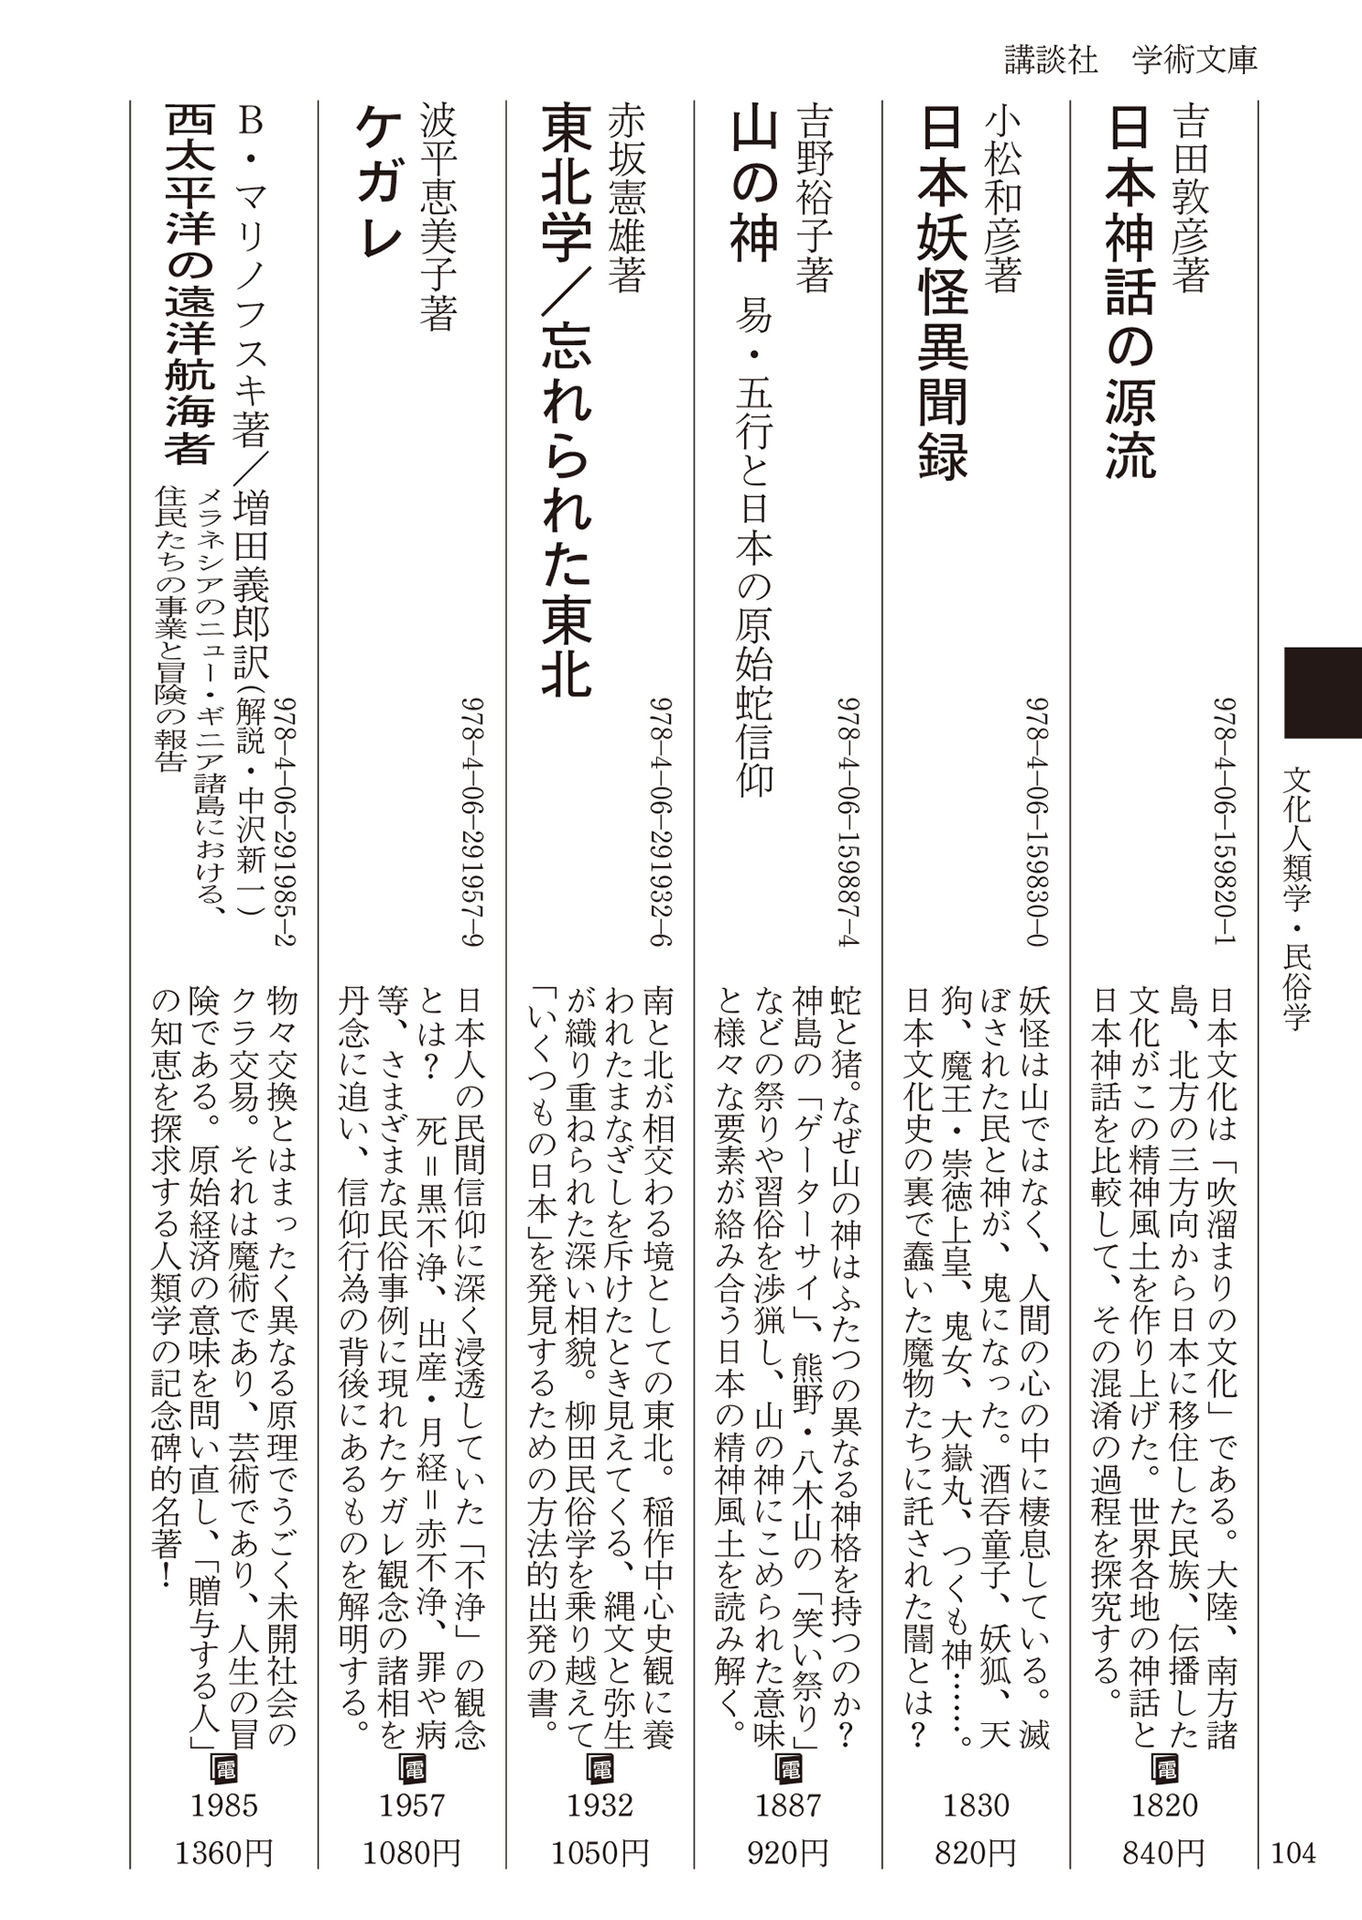 講談社　学術文庫
文化人類学・民俗学
吉田敦彦著
日本神話の源流
978-4-06-159820-1
日本文化は「吹溜まりの文化」である。大陸、南方諸
島、北方の三方向から日本に移住した民族、伝播した
文化がこの精神風土を作り上げた。世界各地の神話と
日本神話を比較して、その混淆の過程を探究する。
電
1820
840円
小松和彦著
日本妖怪異聞録
978-4-06-159830-0
妖怪は山ではなく、人間の心の中に棲息している。滅
ぼされた民と神が、鬼になった。酒呑童子、妖狐、天
狗、魔王・崇徳上皇、鬼女、大嶽丸、つくも神……。
日本文化史の裏で蠢いた魔物たちに託された闇とは？
1830
820円
吉野裕子著
山の神　易・五行と日本の原始蛇信仰
978-4-06-159887-4
蛇と猪。なぜ山の神はふたつの異なる神格を持つのか？
神島の「ゲーターサイ」、熊野・八木山の「笑い祭り」
などの祭りや習俗を渉猟し、山の神にこめられた意味
と様々な要素が絡み合う日本の精神風土を読み解く。
電
1887
920円
赤坂憲雄著
東北学／忘れられた東北
978-4-06-291932-6
南と北が相交わる境としての東北。稲作中心史観に養
われたまなざしを斥けたとき見えてくる、縄文と弥生
が織り重ねられた深い相貌。柳田民俗学を乗り越えて
「いくつもの日本」を発見するための方法的出発の書。
電
1932
1050円
波平恵美子著
ケガレ
978-4-06-291957-9
日本人の民間信仰に深く浸透していた「不浄」の観念
とは？　死＝黒不浄、出産・月経＝赤不浄、罪や病
等、さまざまな民俗事例に現れたケガレ観念の諸相を
丹念に追い、信仰行為の背後にあるものを解明する。
電
1957
1080円
B・マリノフスキ著／増田義郎訳（解説・中沢新一）
西太平洋の遠洋航海者
メラネシアのニュー・ギニア諸島における、
住民たちの事業と冒険の報告
978-4-06-291985-2
物々交換とはまったく異なる原理でうごく未開社会の
クラ交易。それは魔術であり、芸術であり、人生の冒
険である。原始経済の意味を問い直し、「贈与する人」
の知恵を探求する人類学の記念碑的名著！
電
1985
1360円
104